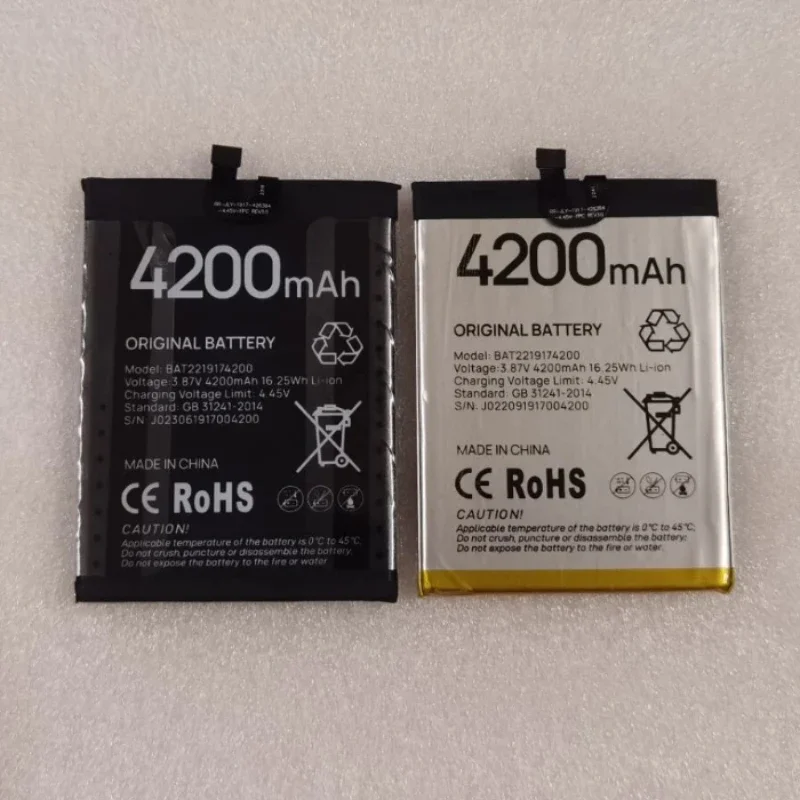 4200mAh
ORIGINAL BATTERY
Model: BAT2219174200
Voltage:3.87V 4200mAh 16.25Wh Li-ion
Charging Voltage Limit: 4.45V
Standard: GB 31241-2014
S/N: J023061917004200
MADE IN CHINA
CE RoHS
CAUTION!
Applicable temperature of the battery is 0°C to 45°C;
Do not crush, puncture or disassemble the battery;
Do not expose the battery to the fire or water.
4200mAh
ORIGINAL BATTERY
Model: BAT2219174200
Voltage:3.87V 4200mAh 16.25Wh Li-ion
Charging Voltage Limit: 4.45V
Standard: GB 31241-2014
S/N: J022091917004200
MADE IN CHINA
CE RoHS
CAUTION!
Applicable temperature of the battery is 0°C to 45°C;
Do not crush, puncture or disassemble the battery;
Do not expose the battery to the fire or water.